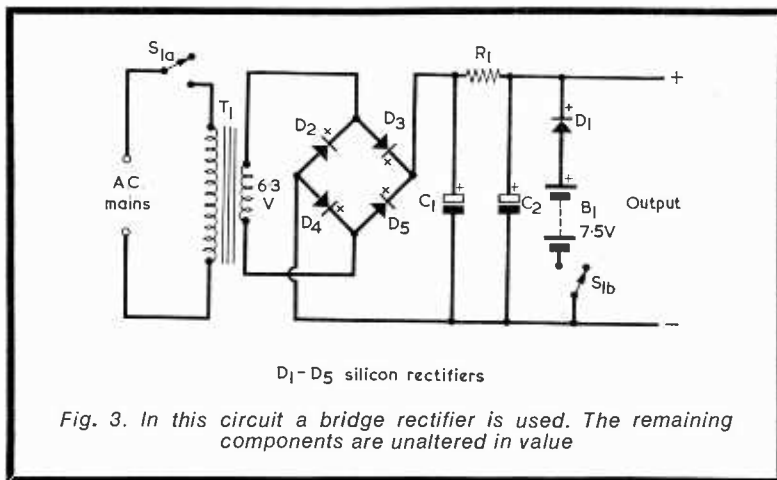 S1a
T1
AC
mains
6·3
V
D2
D3
D4
D5
R1
C1
+
C2
+
+
D1
+
B1
7·5V
S1b
+
Output
−
D1–D5 silicon rectifiers
Fig. 3. In this circuit a bridge rectifier is used. The remaining
components are unaltered in value